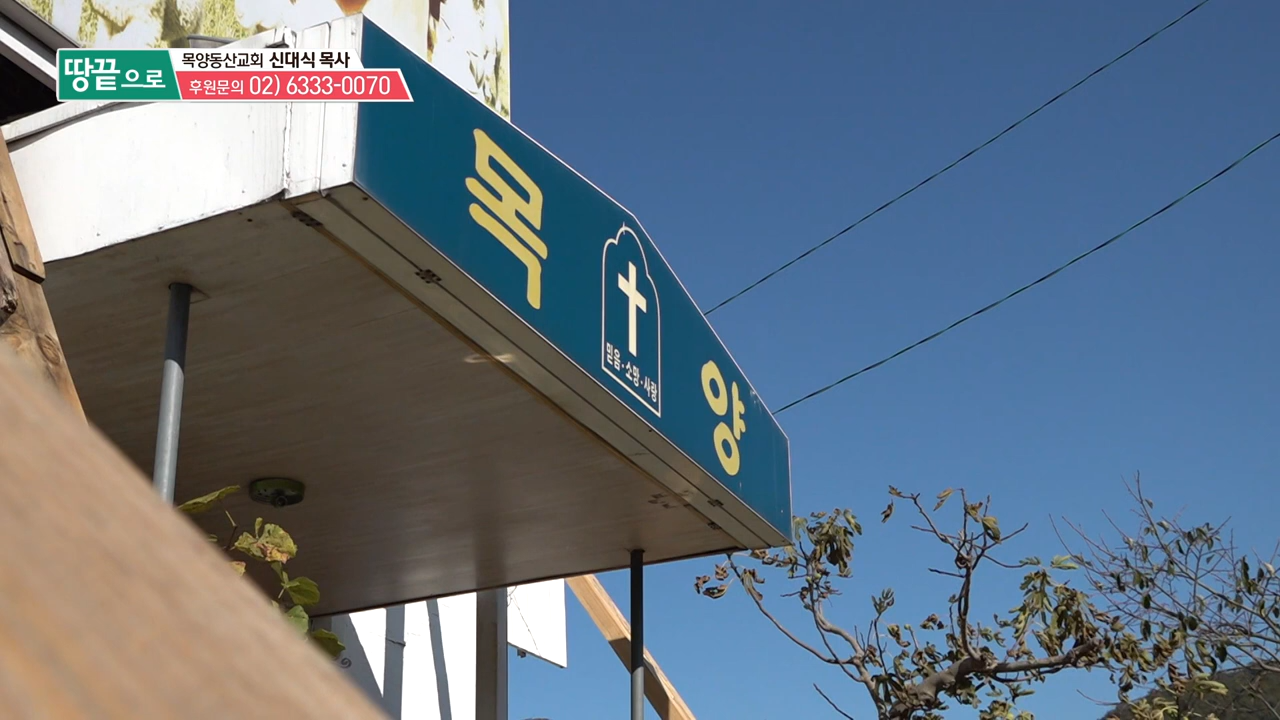 땅끝으로
목양동산교회 신대식 목사
후원문의 02) 6333-0070
목
믿음·소망·사랑
양